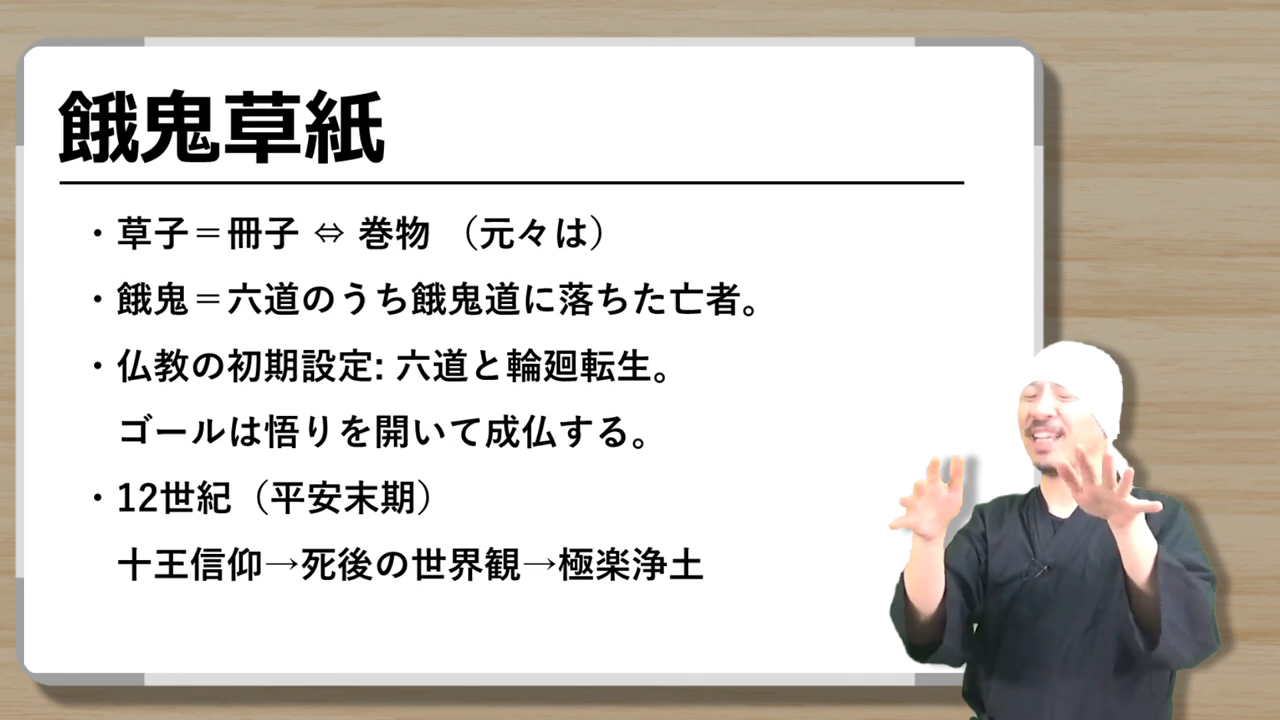 餓鬼草紙
・草子＝冊子 ⇔ 巻物 （元々は）
・餓鬼＝六道のうち餓鬼道に落ちた亡者。
・仏教の初期設定: 六道と輪廻転生。
ゴールは悟りを開いて成仏する。
・12世紀（平安末期）
十王信仰→死後の世界観→極楽浄土